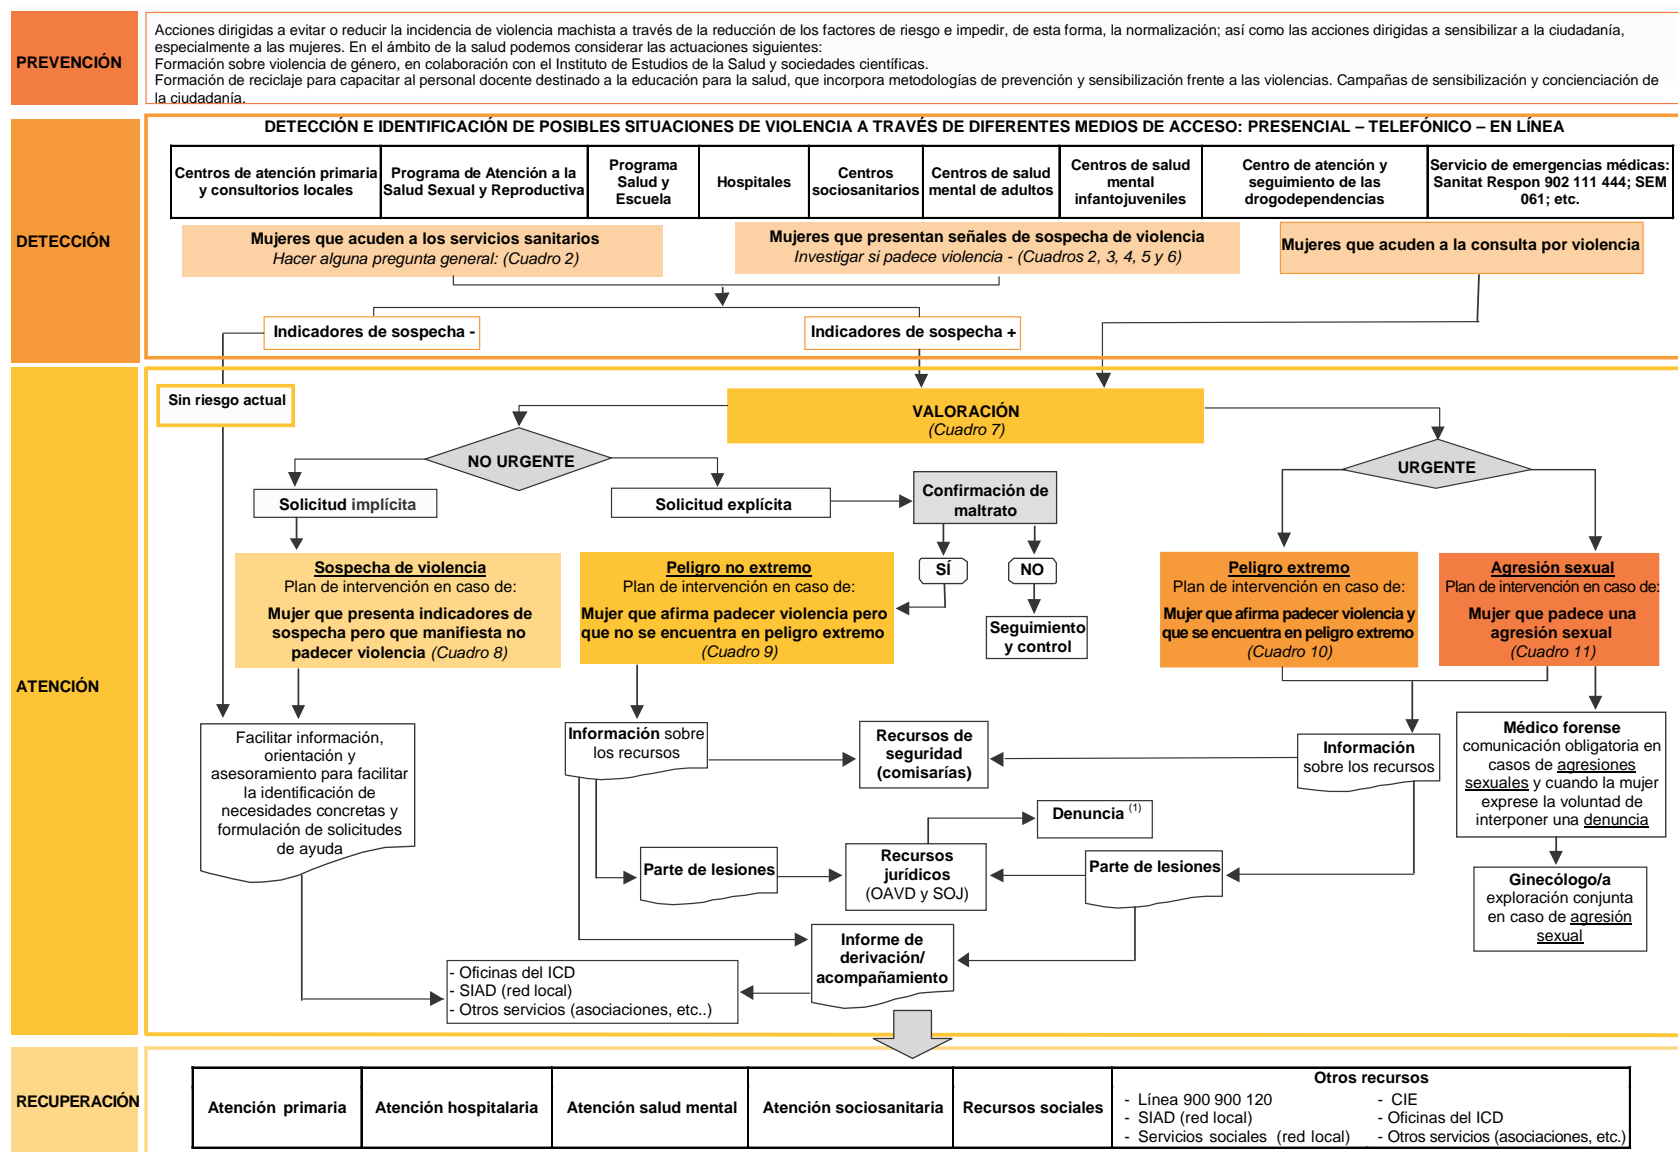 PREVENCIÓN
Acciones dirigidas a evitar o reducir la incidencia de violencia machista a través de la reducción de los factores de riesgo e impedir, de esta forma, la normalización; así como las acciones dirigidas a sensibilizar a la ciudadanía,
especialmente a las mujeres. En el ámbito de la salud podemos considerar las actuaciones siguientes:
Formación sobre violencia de género, en colaboración con el Instituto de Estudios de la Salud y sociedades científicas.
Formación de reciclaje para capacitar al personal docente destinado a la educación para la salud, que incorpora metodologías de prevención y sensibilización frente a las violencias. Campañas de sensibilización y concienciación de
la ciudadanía.
DETECCIÓN
DETECCIÓN E IDENTIFICACIÓN DE POSIBLES SITUACIONES DE VIOLENCIA A TRAVÉS DE DIFERENTES MEDIOS DE ACCESO: PRESENCIAL – TELEFÓNICO – EN LÍNEA
Centros de atención primaria
y consultorios locales
Programa de Atención a la
Salud Sexual y Reproductiva
Programa
Salud y
Escuela
Hospitales
Centros
sociosanitarios
Centros de salud
mental de adultos
Centros de salud
mental
infantojuveniles
Centro de atención y
seguimiento de las
drogodependencias
Servicio de emergencias médicas:
Sanitat Respon 902 111 444; SEM
061; etc.
Mujeres que acuden a los servicios sanitarios
Hacer alguna pregunta general: (Cuadro 2)
Mujeres que presentan señales de sospecha de violencia
Investigar si padece violencia - (Cuadros 2, 3, 4, 5 y 6)
Mujeres que acuden a la consulta por violencia
Indicadores de sospecha -
Indicadores de sospecha +
ATENCIÓN
Sin riesgo actual
VALORACIÓN
(Cuadro 7)
NO URGENTE
URGENTE
Solicitud implícita
Solicitud explícita
Confirmación de
maltrato
SÍ
NO
Seguimiento
y control
Sospecha de violencia
Plan de intervención en caso de:
Mujer que presenta indicadores de
sospecha pero que manifiesta no
padecer violencia (Cuadro 8)
Peligro no extremo
Plan de intervención en caso de:
Mujer que afirma padecer violencia pero
que no se encuentra en peligro extremo
(Cuadro 9)
Peligro extremo
Plan de intervención en caso de:
Mujer que afirma padecer violencia y
que se encuentra en peligro extremo
(Cuadro 10)
Agresión sexual
Plan de intervención en caso de:
Mujer que padece una
agresión sexual
(Cuadro 11)
Facilitar información,
orientación y
asesoramiento para facilitar
la identificación de
necesidades concretas y
formulación de solicitudes
de ayuda
Información sobre
los recursos
Recursos de
seguridad
(comisarías)
Información
sobre los recursos
Médico forense
comunicación obligatoria en
casos de agresiones
sexuales y cuando la mujer
exprese la voluntad de
interponer una denuncia
Denuncia (1)
Parte de lesiones
Recursos
jurídicos
(OAVD y SOJ)
Parte de lesiones
Ginecólogo/a
exploración conjunta
en caso de agresión
sexual
Informe de
derivación/
acompañamiento
- Oficinas del ICD
- SIAD (red local)
- Otros servicios (asociaciones, etc..)
RECUPERACIÓN
Atención primaria
Atención hospitalaria
Atención salud mental
Atención sociosanitaria
Recursos sociales
Otros recursos
- Línea 900 900 120
- SIAD (red local)
- Servicios sociales (red local)
- CIE
- Oficinas del ICD
- Otros servicios (asociaciones, etc.)